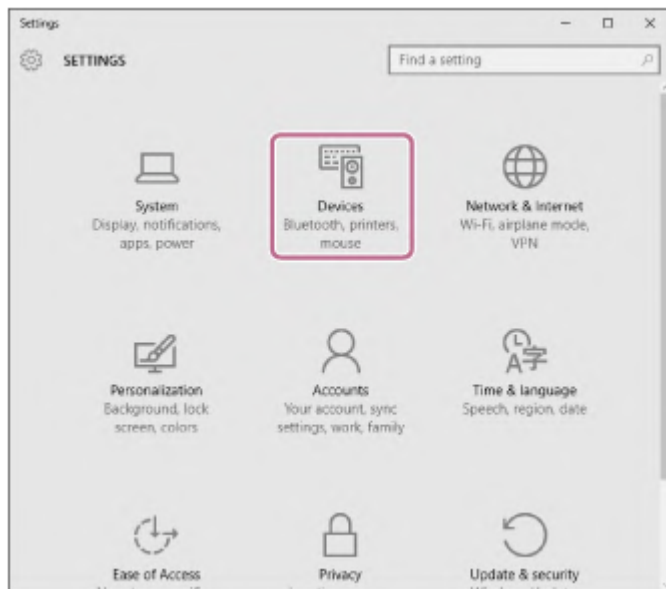 Settings
SETTINGS
Find a setting
System
Display, notifications,
apps, power
Devices
Bluetooth, printers,
mouse
Network & Internet
Wi-Fi, airplane mode,
VPN
Personalization
Background, lock
screen, colors
Accounts
Your account, sync
settings, work, family
Time & language
Speech, region, date
A字
Ease of Access
Privacy
Update & security